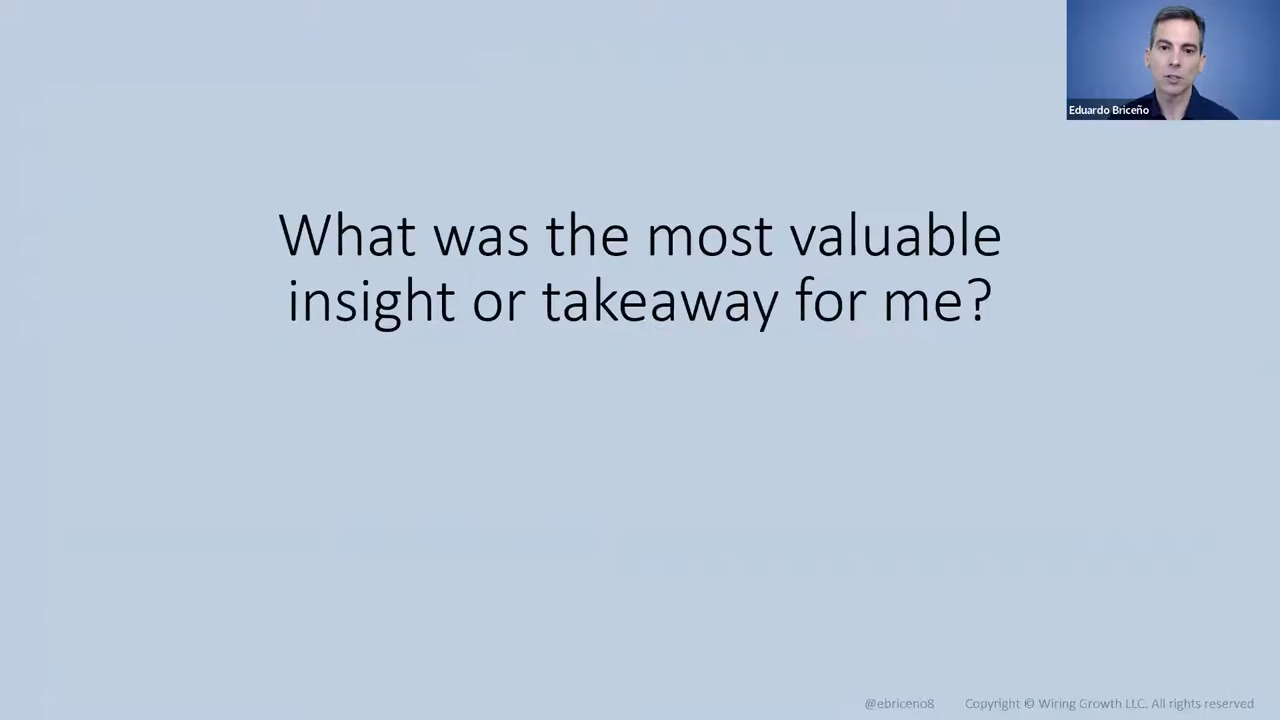 Eduardo Briceño
What was the most valuable
insight or takeaway for me?
@ebriceno8 Copyright © Wiring Growth LLC. All rights reserved